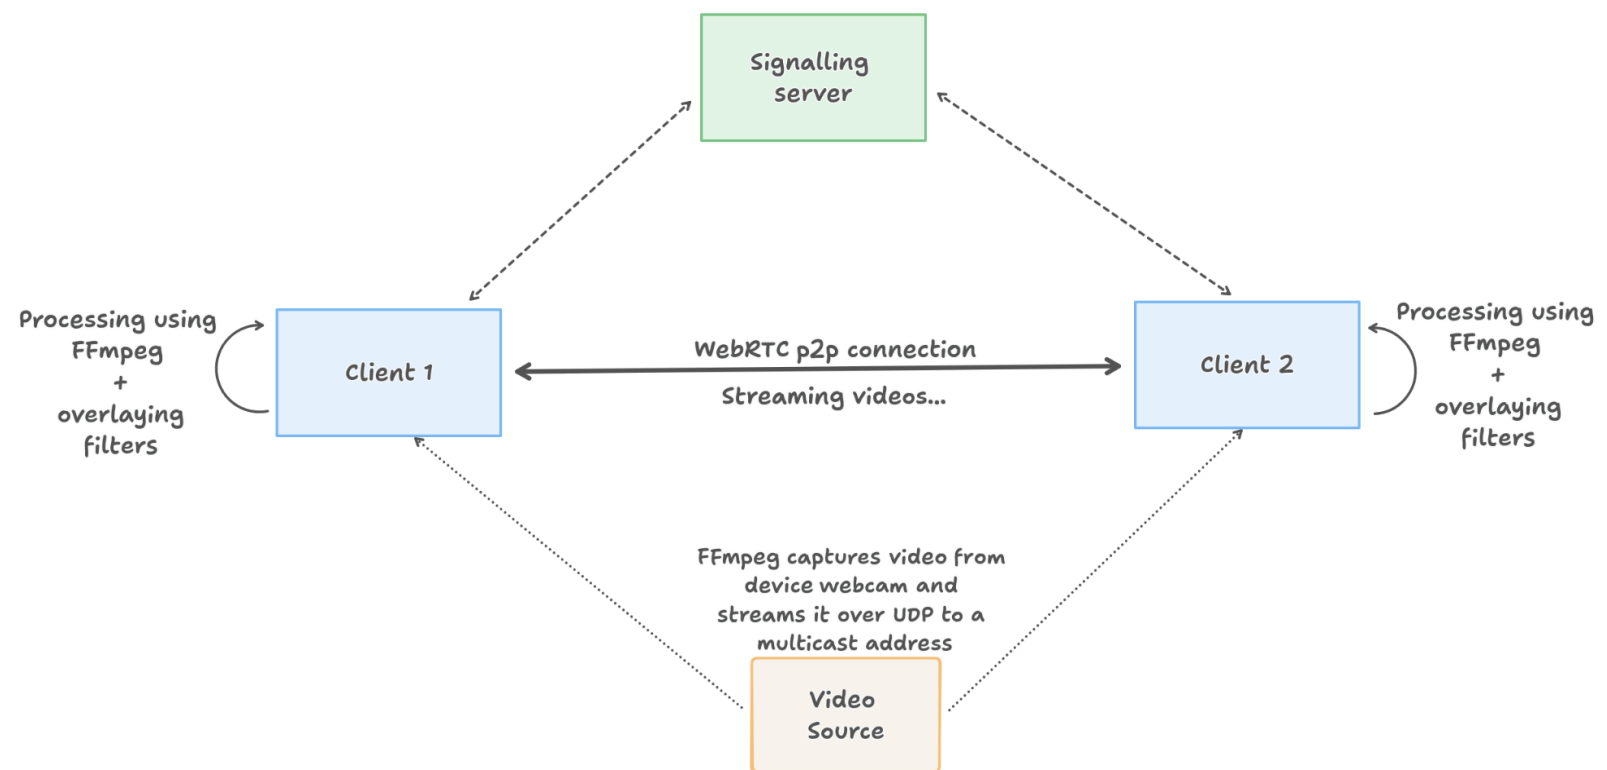 Signalling
server
Processing using
FFmpeg
+
overlaying
filters
Client 1
WebRTC p2p connection
Streaming videos...
Client 2
Processing using
FFmpeg
+
overlaying
filters
FFmpeg captures video from
device webcam and
streams it over UDP to a
multicast address
Video
Source